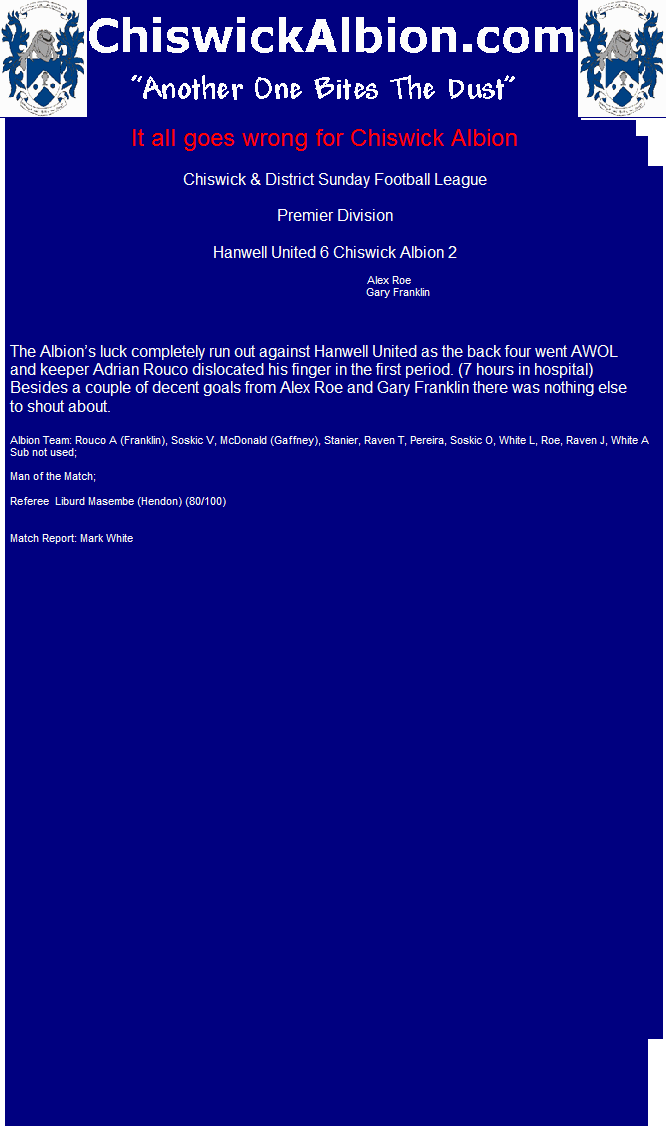 ChiswickAlbion.com
“Another One Bites The Dust”
It all goes wrong for Chiswick Albion
Chiswick & District Sunday Football League
Premier Division
Hanwell United 6 Chiswick Albion 2
Alex Roe
Gary Franklin
The Albion’s luck completely run out against Hanwell United as the back four went AWOL
and keeper Adrian Rouco dislocated his finger in the first period. (7 hours in hospital)
Besides a couple of decent goals from Alex Roe and Gary Franklin there was nothing else
to shout about.
Albion Team: Rouco A (Franklin), Soskic V, McDonald (Gaffney), Stanier, Raven T, Pereira, Soskic O, White L, Roe, Raven J, White A
Sub not used;
Man of the Match;
Referee  Liburd Masembe (Hendon) (80/100)
Match Report: Mark White